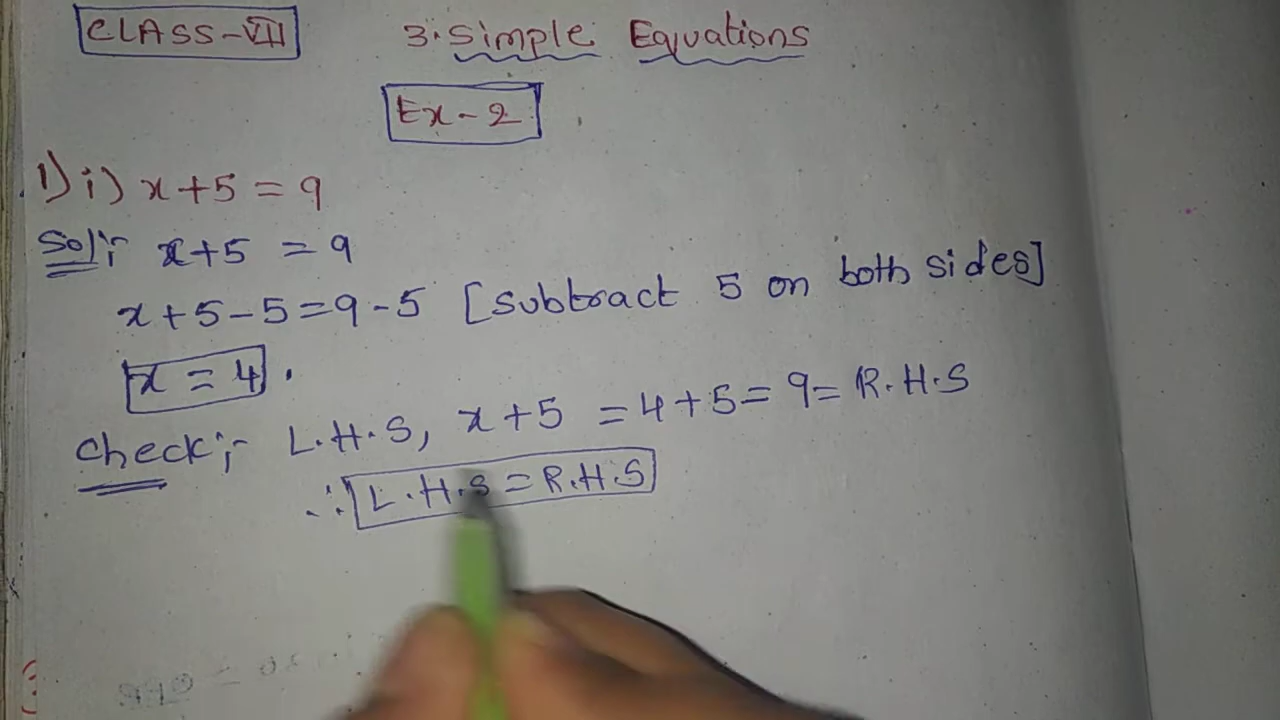 CLASS-VII 3. Simple Equations
Ex-2
1) i) x+5=9
Sol:- x+5 = 9
x+5-5=9-5 [subtract 5 on both sides]
x = 4.
Check:- L.H.S, x+5 = 4+5= 9= R.H.S
∴ L.H.S = R.H.S